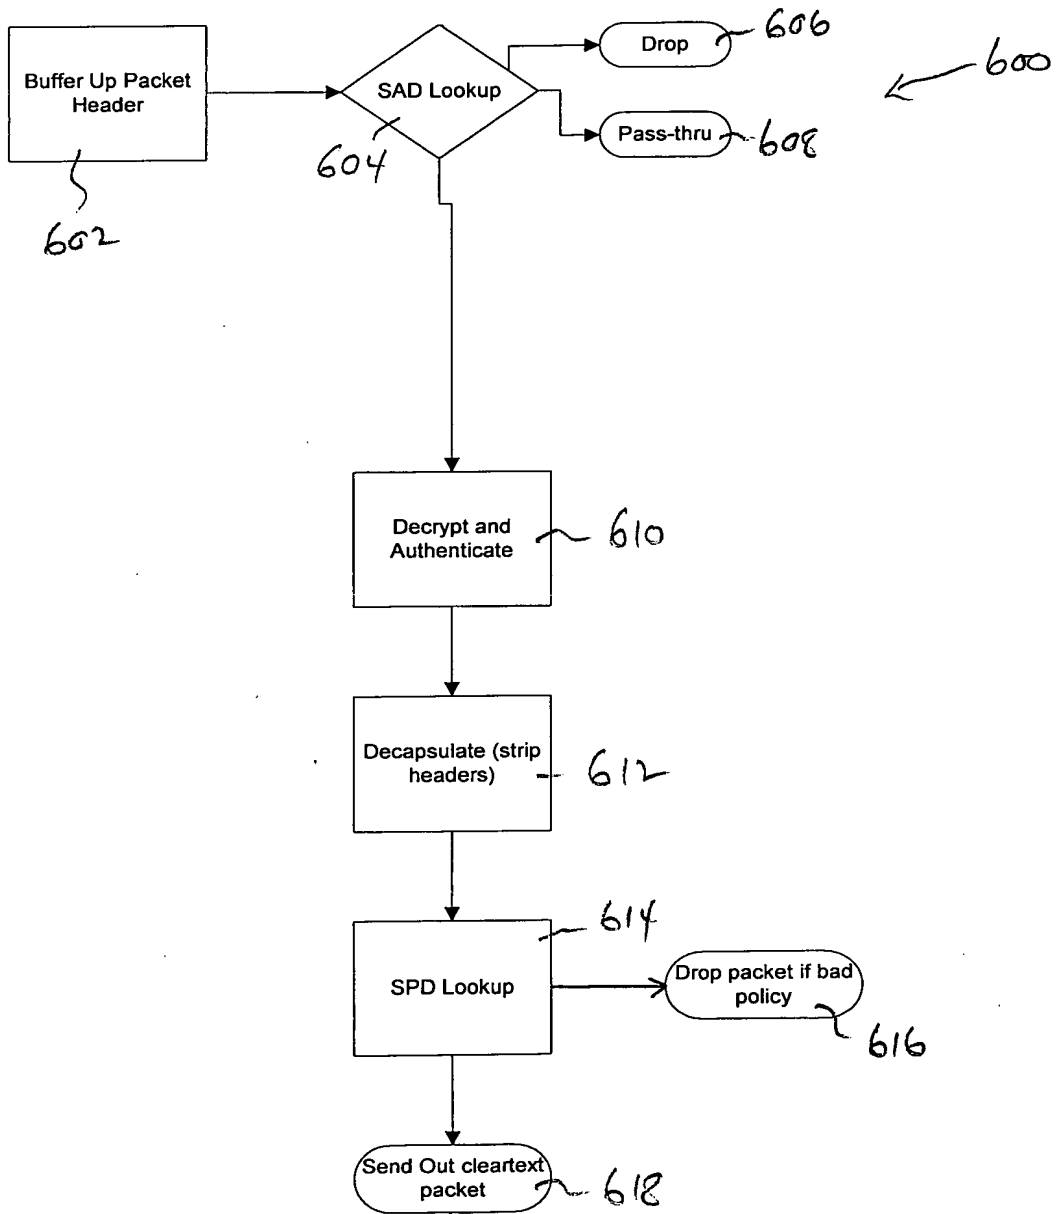 Buffer Up Packet
Header
602
SAD Lookup
604
Drop
606
Pass-thru
608
600
Decrypt and
Authenticate
610
Decapsulate (strip
headers)
612
SPD Lookup
614
Drop packet if bad
policy
616
Send Out cleartext
packet
618